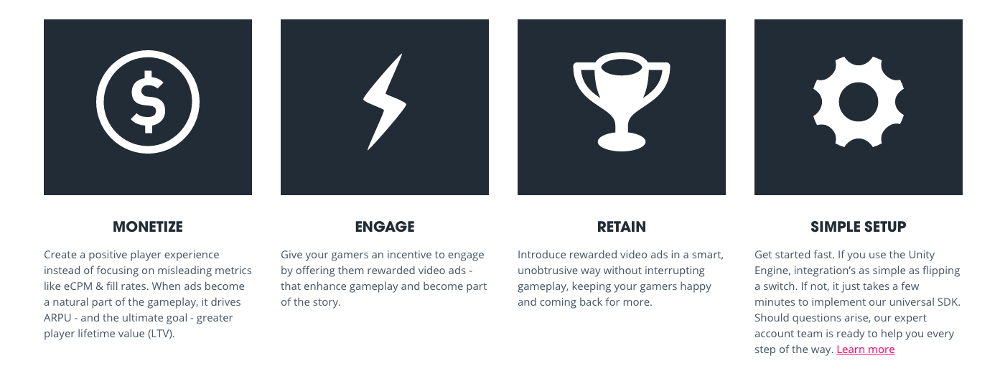 $
MONETIZE
Create a positive player experience
instead of focusing on misleading metrics
like eCPM & fill rates. When ads become
a natural part of the gameplay, it drives
ARPU - and the ultimate goal - greater
player lifetime value (LTV).
ENGAGE
Give your gamers an incentive to engage
by offering them rewarded video ads -
that enhance gameplay and become part
of the story.
RETAIN
Introduce rewarded video ads in a smart,
unobtrusive way without interrupting
gameplay, keeping your gamers happy
and coming back for more.
SIMPLE SETUP
Get started fast. If you use the Unity
Engine, integration’s as simple as flipping
a switch. If not, it just takes a few
minutes to implement our universal SDK.
Should questions arise, our expert
account team is ready to help you every
step of the way. Learn more